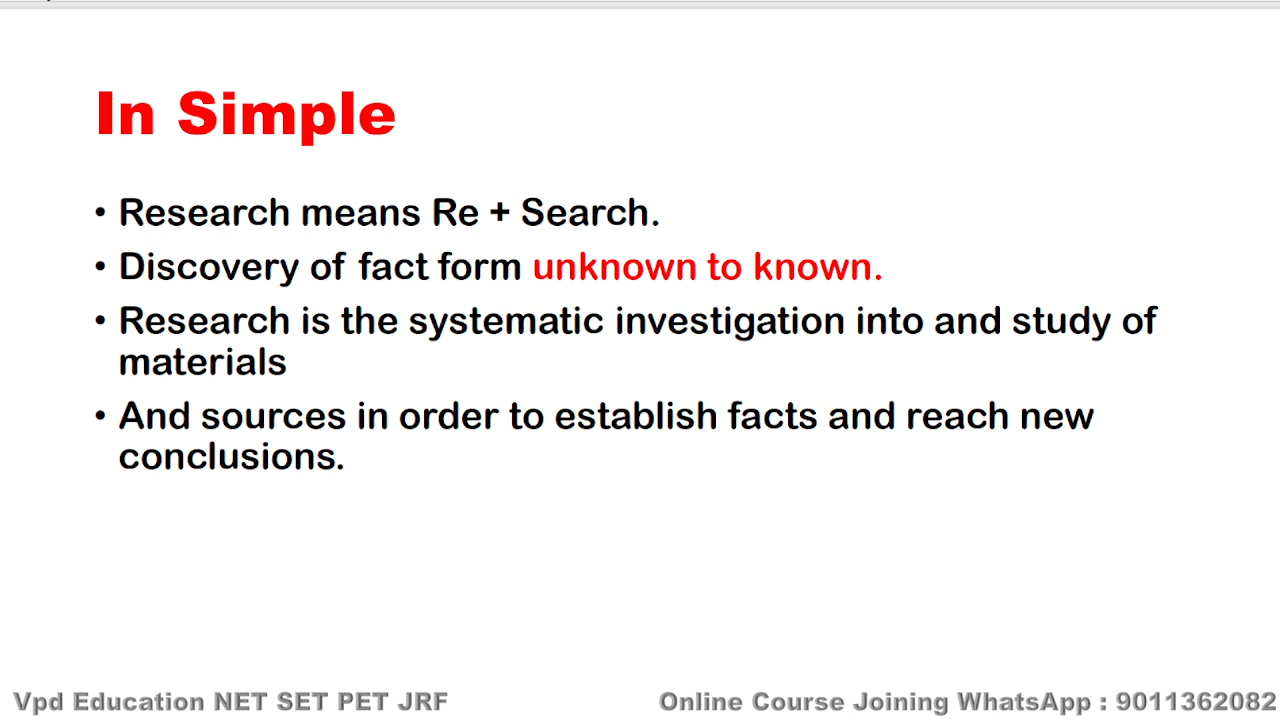 In Simple
• Research means Re + Search.
• Discovery of fact form unknown to known.
• Research is the systematic investigation into and study of
materials
• And sources in order to establish facts and reach new
conclusions.
Vpd Education NET SET PET JRF
Online Course Joining WhatsApp : 9011362082